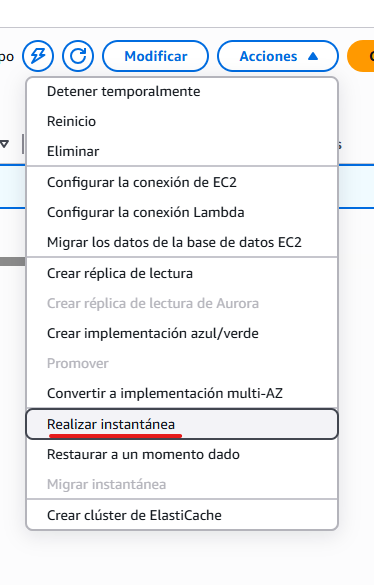 po
Modificar
Acciones
Detener temporalmente
Reinicio
Eliminar
Configurar la conexión de EC2
Configurar la conexión Lambda
Migrar los datos de la base de datos EC2
Crear réplica de lectura
Crear réplica de lectura de Aurora
Crear implementación azul/verde
Promover
Convertir a implementación multi-AZ
Realizar instantánea
Restaurar a un momento dado
Migrar instantánea
Crear clúster de ElastiCache